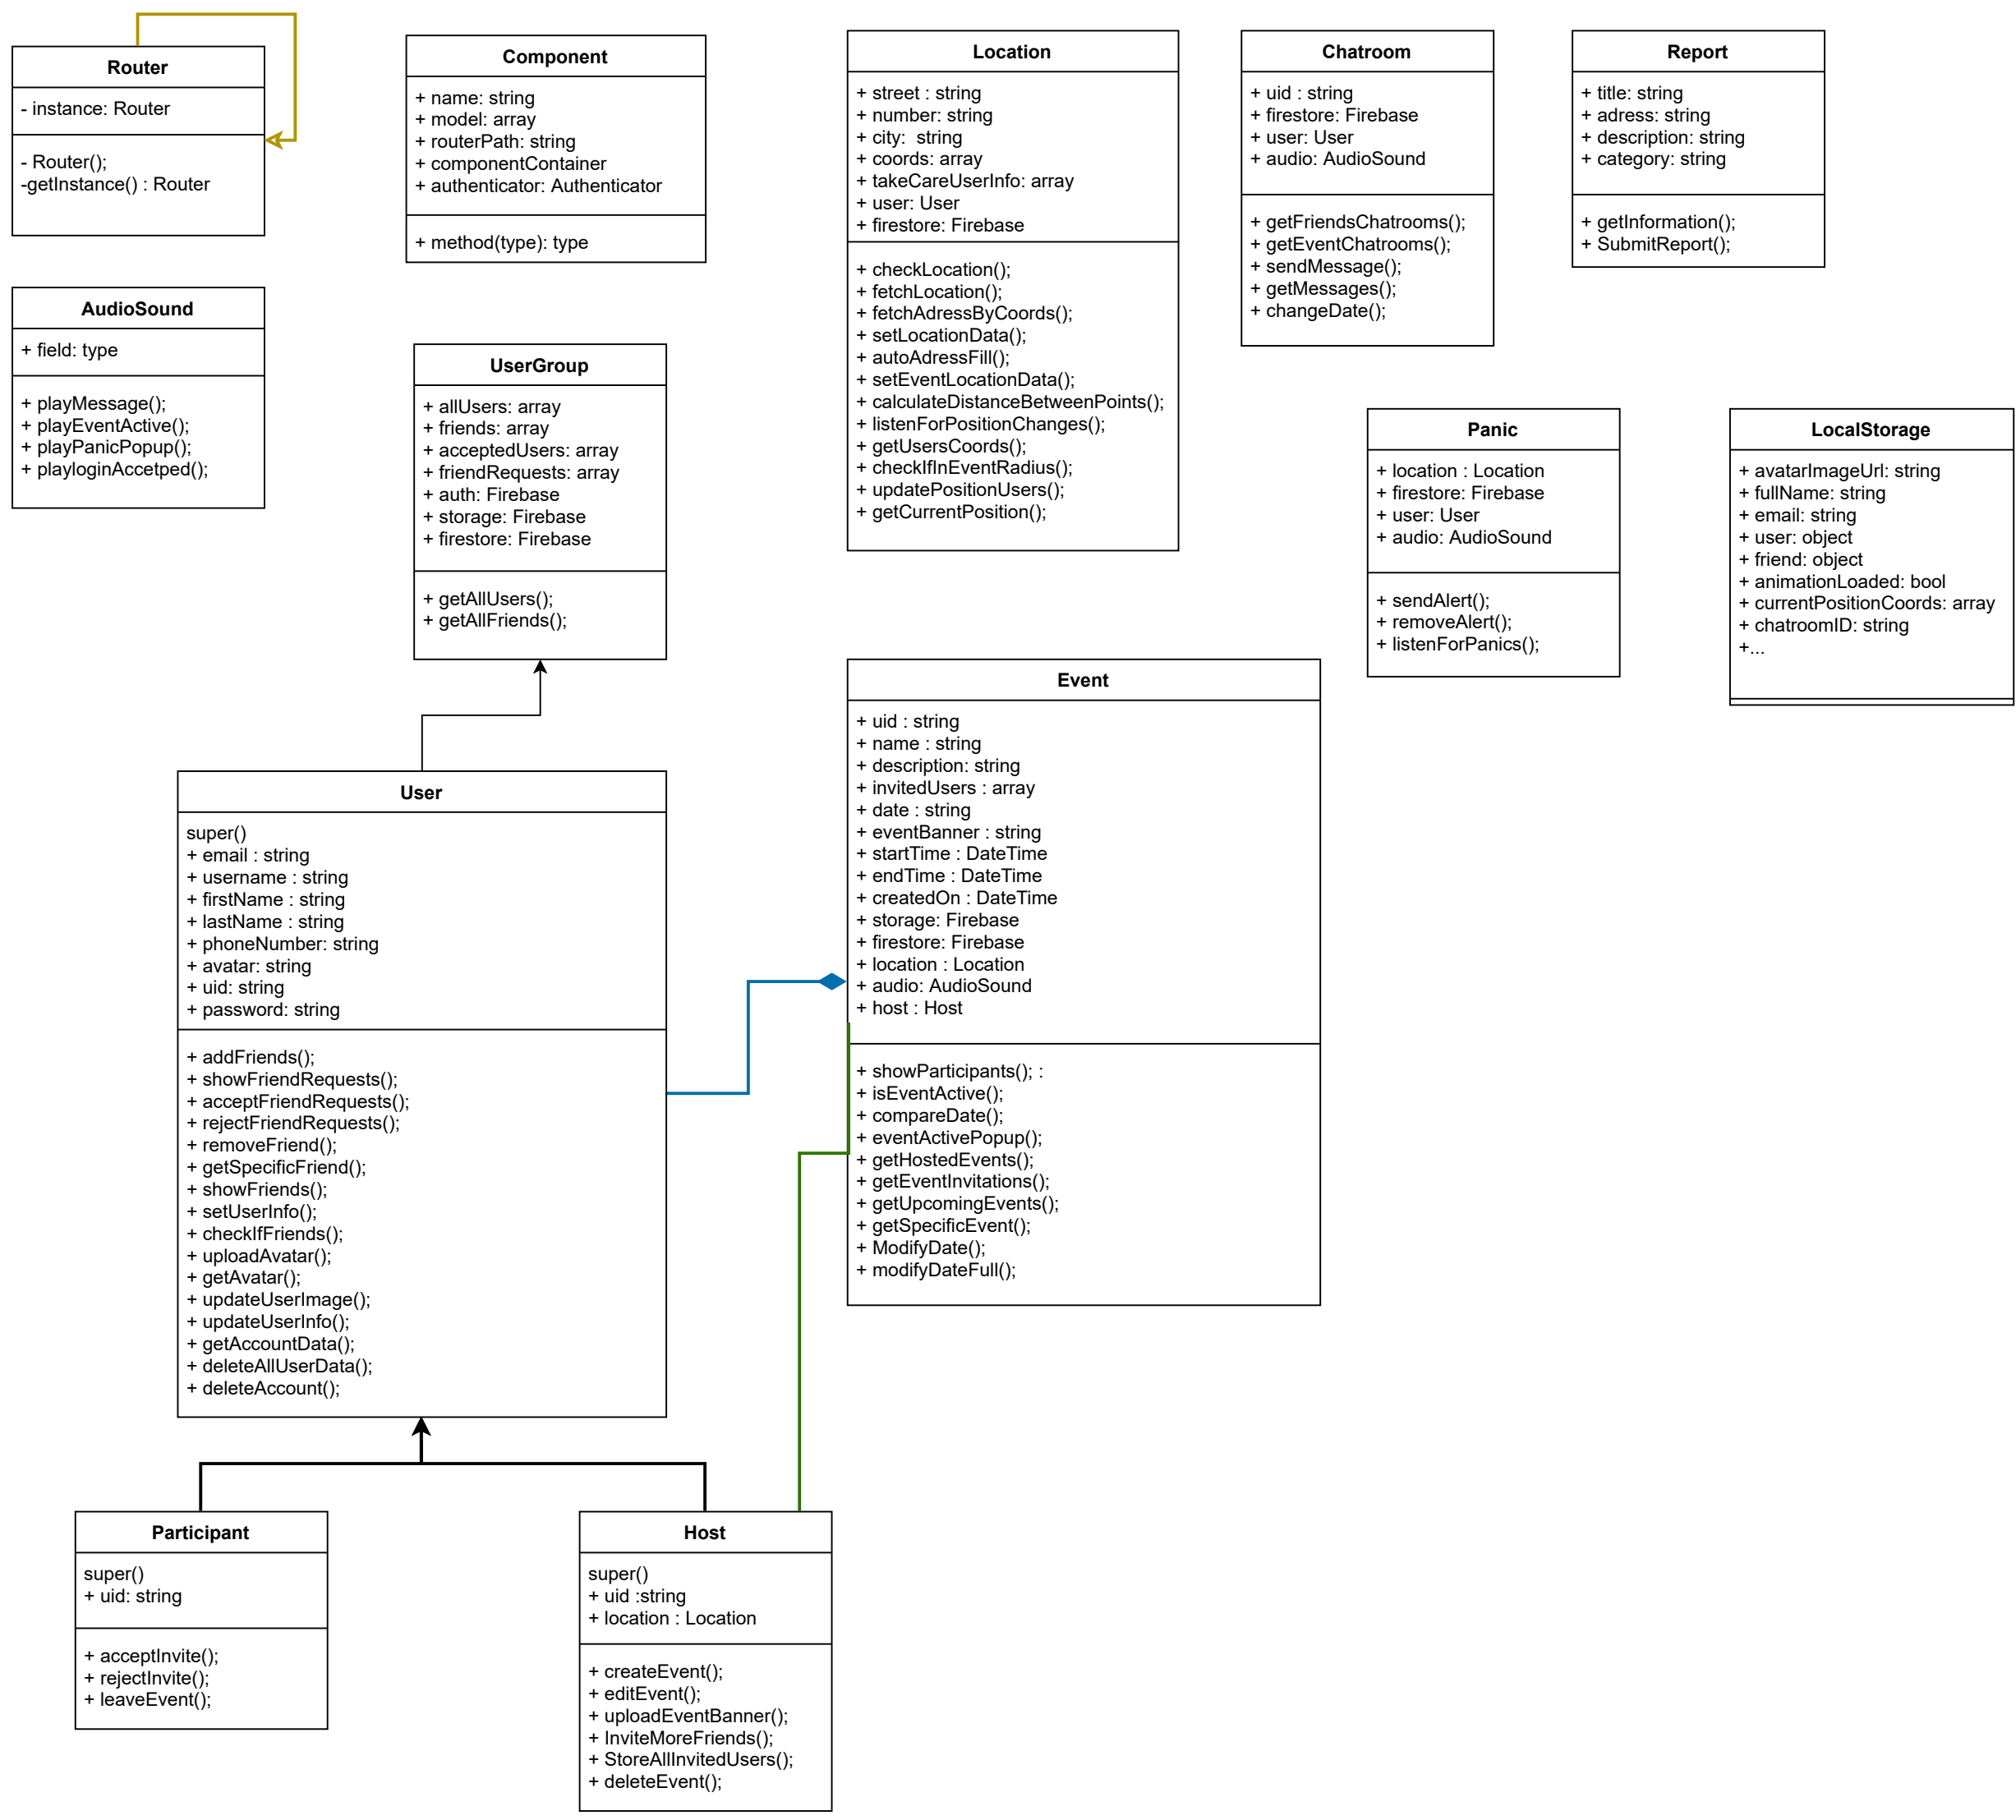 Router
- instance: Router
- Router();
-getInstance() : Router
Component
+ name: string
+ model: array
+ routerPath: string
+ componentContainer
+ authenticator: Authenticator
+ method(type): type
Location
+ street : string
+ number: string
+ city:  string
+ coords: array
+ takeCareUserInfo: array
+ user: User
+ firestore: Firebase
+ checkLocation();
+ fetchLocation();
+ fetchAdressByCoords();
+ setLocationData();
+ autoAdressFill();
+ setEventLocationData();
+ calculateDistanceBetweenPoints();
+ listenForPositionChanges();
+ getUsersCoords();
+ checkIfInEventRadius();
+ updatePositionUsers();
+ getCurrentPosition();
Chatroom
+ uid : string
+ firestore: Firebase
+ user: User
+ audio: AudioSound
+ getFriendsChatrooms();
+ getEventChatrooms();
+ sendMessage();
+ getMessages();
+ changeDate();
Report
+ title: string
+ adress: string
+ description: string
+ category: string
+ getInformation();
+ SubmitReport();
AudioSound
+ field: type
+ playMessage();
+ playEventActive();
+ playPanicPopup();
+ playloginAccetped();
UserGroup
+ allUsers: array
+ friends: array
+ acceptedUsers: array
+ friendRequests: array
+ auth: Firebase
+ storage: Firebase
+ firestore: Firebase
+ getAllUsers();
+ getAllFriends();
Panic
+ location : Location
+ firestore: Firebase
+ user: User
+ audio: AudioSound
+ sendAlert();
+ removeAlert();
+ listenForPanics();
LocalStorage
+ avatarImageUrl: string
+ fullName: string
+ email: string
+ user: object
+ friend: object
+ animationLoaded: bool
+ currentPositionCoords: array
+ chatroomID: string
+...
User
super()
+ email : string
+ username : string
+ firstName : string
+ lastName : string
+ phoneNumber: string
+ avatar: string
+ uid: string
+ password: string
+ addFriends();
+ showFriendRequests();
+ acceptFriendRequests();
+ rejectFriendRequests();
+ removeFriend();
+ getSpecificFriend();
+ showFriends();
+ setUserInfo();
+ checkIfFriends();
+ uploadAvatar();
+ getAvatar();
+ updateUserImage();
+ updateUserInfo();
+ getAccountData();
+ deleteAllUserData();
+ deleteAccount();
Event
+ uid : string
+ name : string
+ description: string
+ invitedUsers : array
+ date : string
+ eventBanner : string
+ startTime : DateTime
+ endTime : DateTime
+ createdOn : DateTime
+ storage: Firebase
+ firestore: Firebase
+ location : Location
+ audio: AudioSound
+ host : Host
+ showParticipants(); :
+ isEventActive();
+ compareDate();
+ eventActivePopup();
+ getHostedEvents();
+ getEventInvitations();
+ getUpcomingEvents();
+ getSpecificEvent();
+ ModifyDate();
+ modifyDateFull();
Participant
super()
+ uid: string
+ acceptInvite();
+ rejectInvite();
+ leaveEvent();
Host
super()
+ uid :string
+ location : Location
+ createEvent();
+ editEvent();
+ uploadEventBanner();
+ InviteMoreFriends();
+ StoreAllInvitedUsers();
+ deleteEvent();